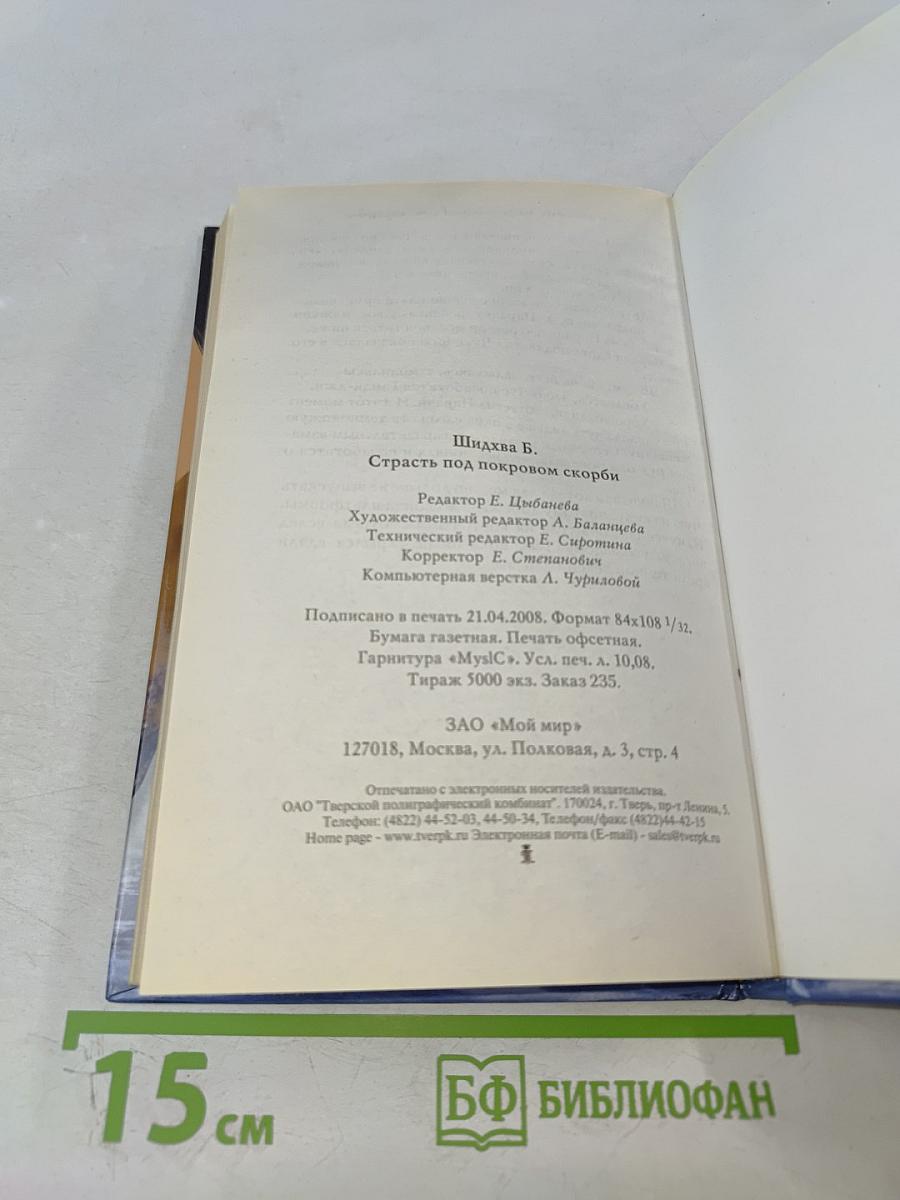 Шидхва Б.
Страсть под покровом скорби
Редактор Е. Цыбанева
Художественный редактор А. Баланцева
Технический редактор Е. Сиротина
Корректор Е. Степанович
Компьютерная верстка Л. Чуриловой
Подписано в печать 21.04.2008. Формат 84х108 1/32.
Бумага газетная. Печать офсетная.
Гарнитура «MyslC». Усл. печ. л. 10,08.
Тираж 5000 экз. Заказ 235.
ЗАО «Мой мир»
127018, Москва, ул. Полковая, д. 3, стр. 4
Отпечатано с электронных носителей издательства.
ОАО "Тверской полиграфический комбинат". 170024, г. Тверь, пр-т Ленина, 5.
Телефон: (4822) 44-52-03, 44-50-34, Телефон/факс (4822)44-42-15
Home page - www.tverpk.ru Электронная почта (E-mail) - sales@tverpk.ru
15 см
БФ БИБЛИОФАН